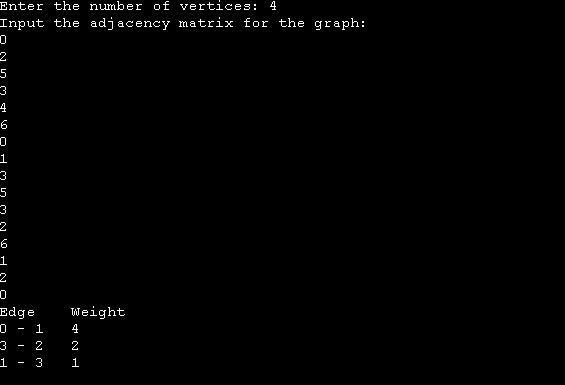 Enter the number of vertices: 4
Input the adjacency matrix for the graph:
0
2
5
3
4
6
0
1
3
5
3
2
6
1
2
0
Edge    Weight
0 - 1   4
3 - 2   2
1 - 3   1